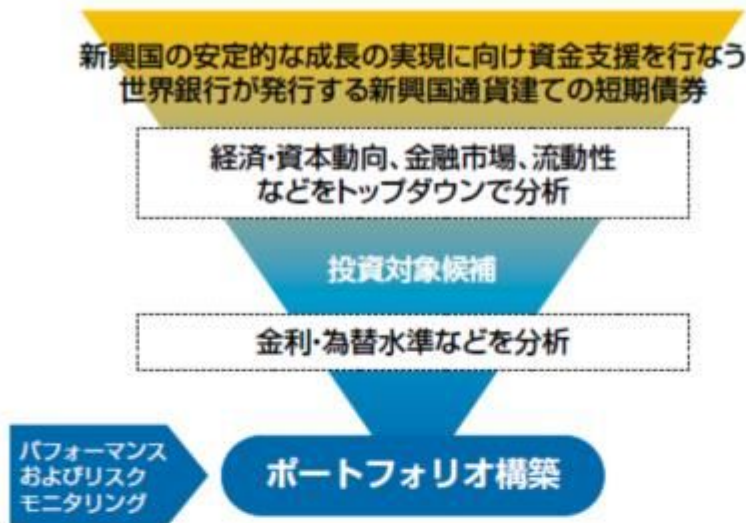 新興国の安定的な成長の実現に向け資金支援を行なう
世界銀行が発行する新興国通貨建ての短期債券
経済・資本動向、金融市場、流動性
などをトップダウンで分析
投資対象候補
金利・為替水準などを分析
パフォーマンス
およびリスク
モニタリング
ポートフォリオ構築